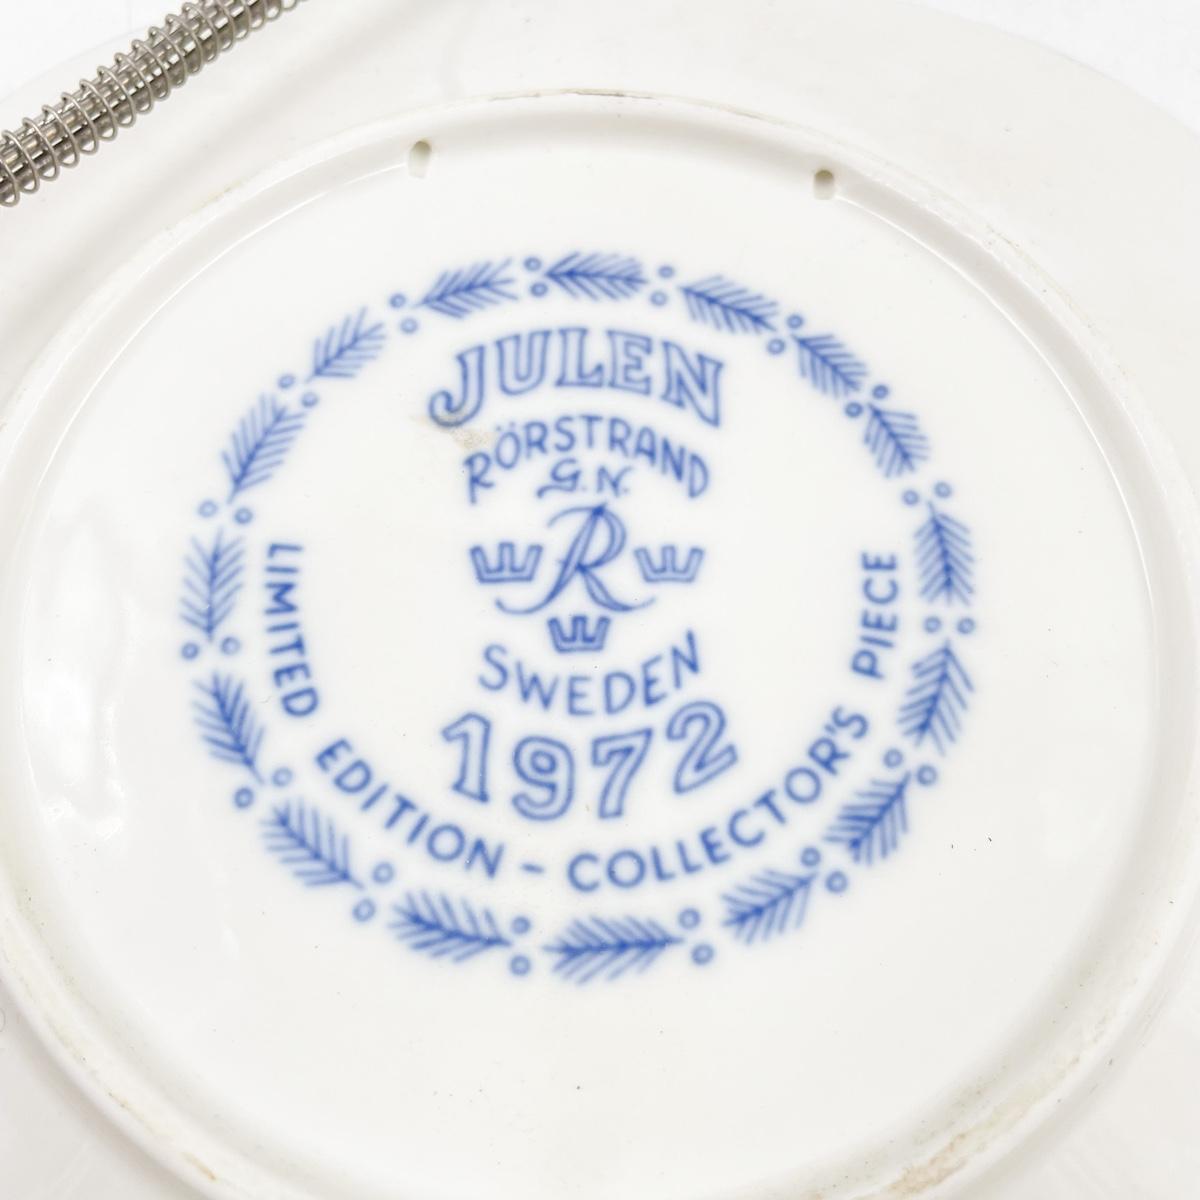 JULEN
RÖRSTRAND
G.N.
R
SWEDEN
1972
LIMITED EDITION - COLLECTOR'S PIECE